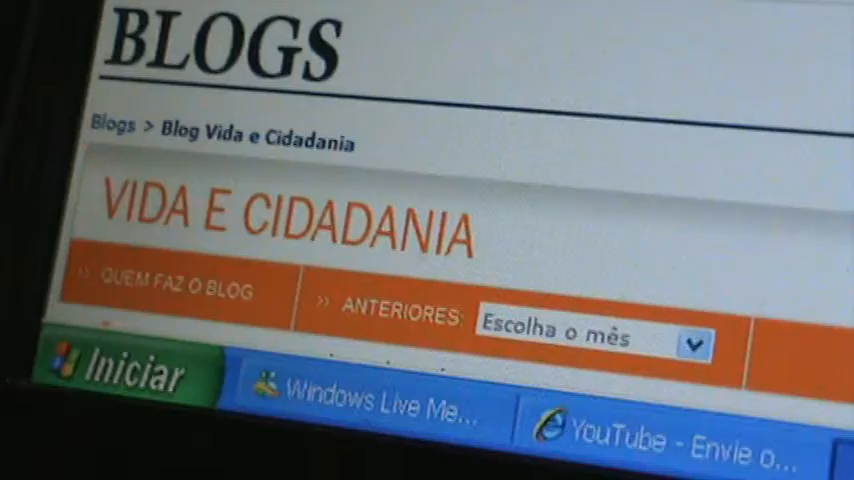 BLOGS
Blogs > Blog Vida e Cidadania
VIDA E CIDADANIA
›› QUEM FAZ O BLOG
›› ANTERIORES: Escolha o mês
Iniciar
Windows Live Me...
YouTube - Envie o...